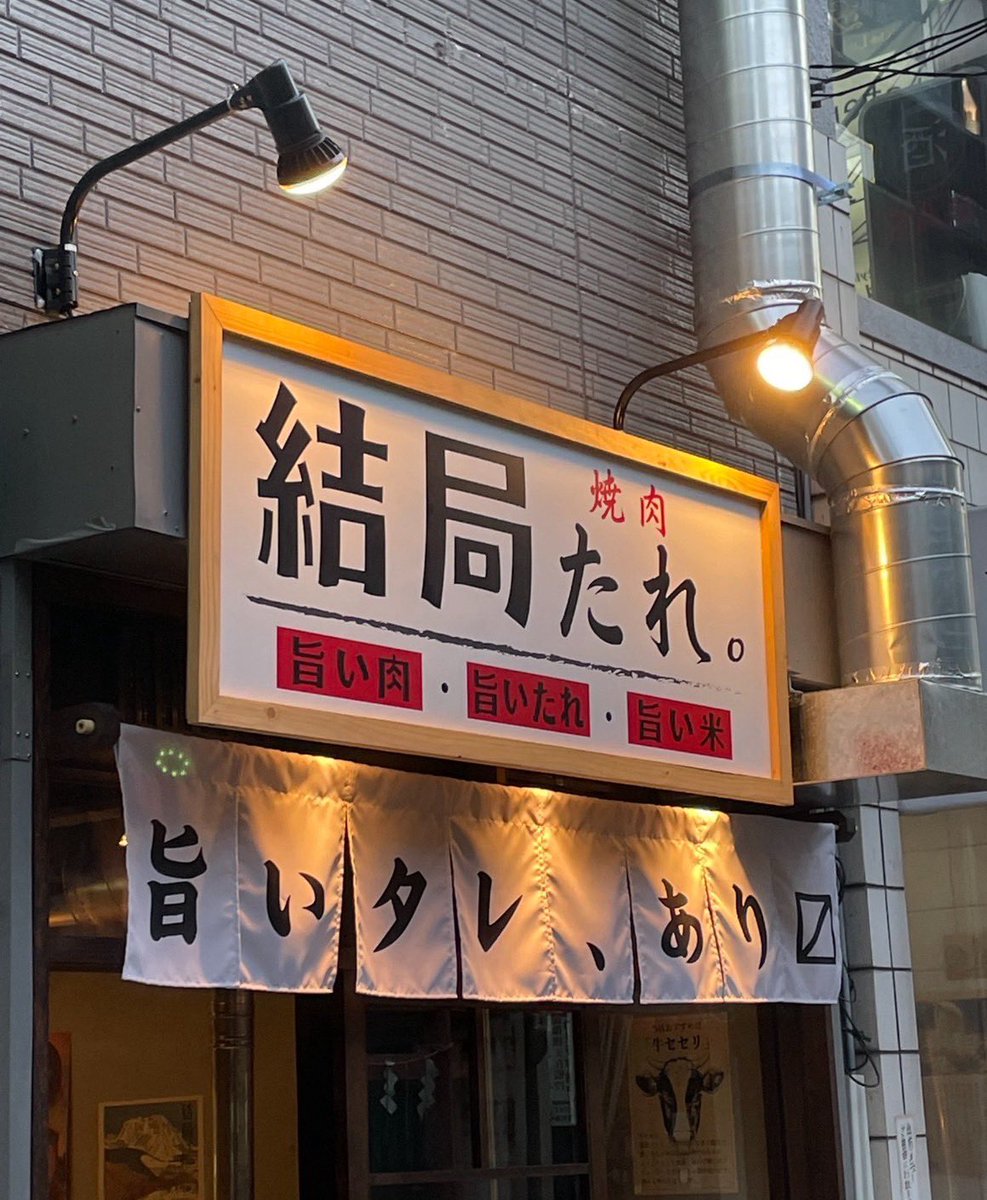 焼肉
結局たれ。
旨い肉・旨いたれ・旨い米
旨いタレ、あり〼
牛セセリ